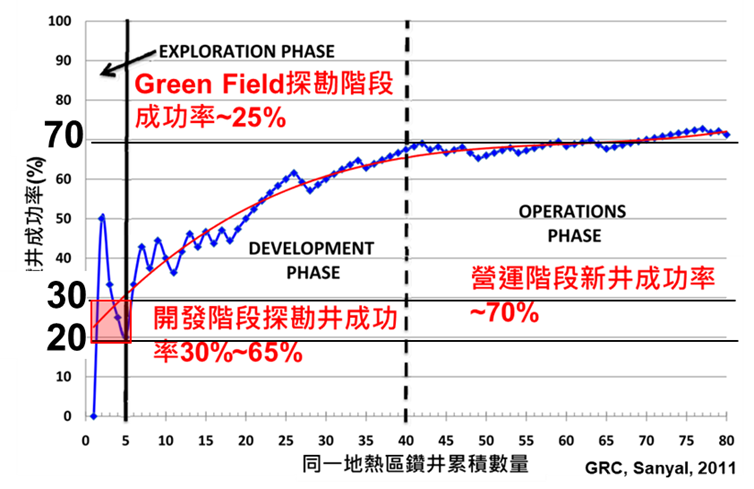 100
90
80
70
60
50
40
30
20
10
0
井成功率(%)
EXPLORATION PHASE
Green Field探勘階段
成功率~25%
DEVELOPMENT
PHASE
開發階段探勘井成功
率30%~65%
OPERATIONS
PHASE
營運階段新井成功率
~70%
0 5 10 15 20 25 30 35 40 45 50 55 60 65 70 75 80
同一地熱區鑽井累積數量
GRC, Sanyal, 2011